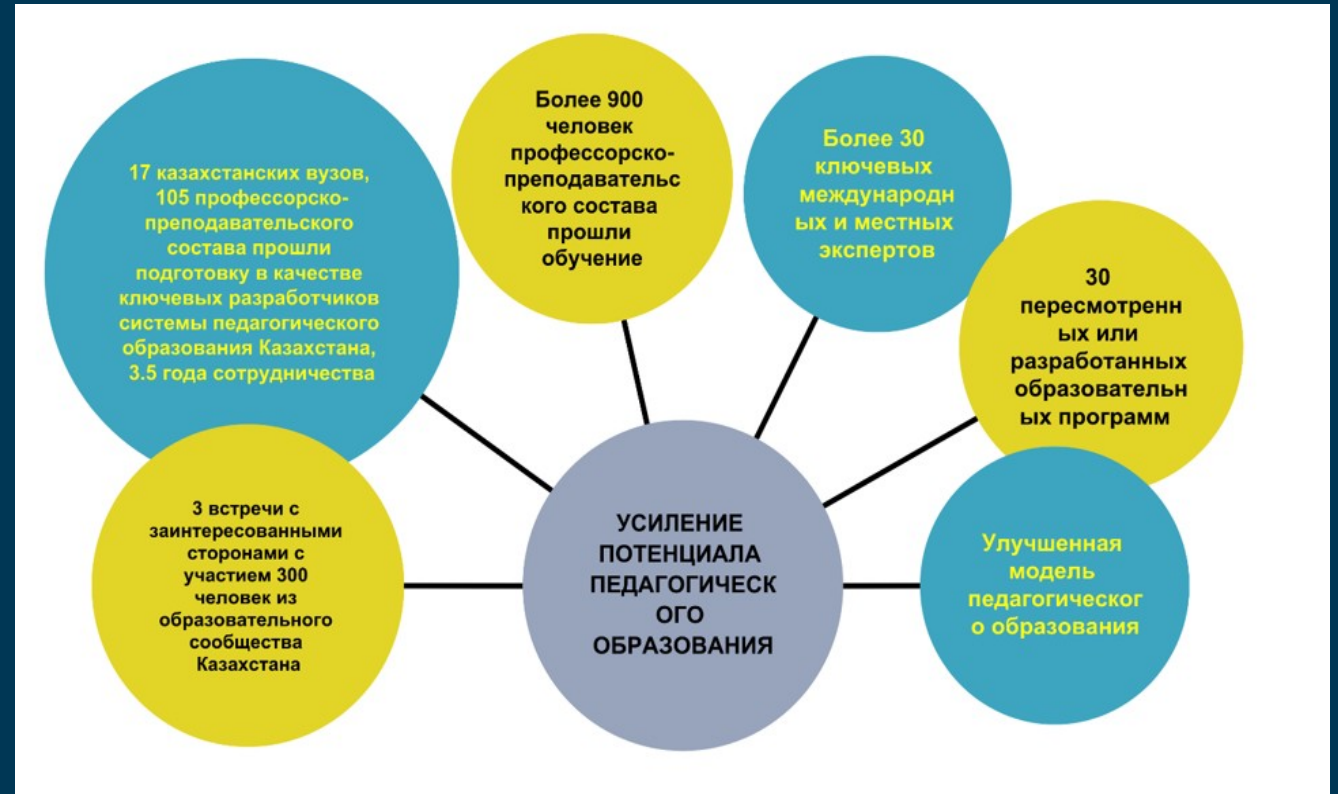 17 казахстанских вузов,
105 профессорско-
преподавательского
состава прошли
подготовку в качестве
ключевых разработчиков
системы педагогического
образования Казахстана,
3.5 года сотрудничества
Более 900
человек
профессорско-
преподавательс
кого состава
прошли
обучение
Более 30
ключевых
международн
ых и местных
экспертов
30
пересмотренн
ых или
разработанных
образовательн
ых программ
3 встречи с
заинтересованными
сторонами с
участием 300
человек из
образовательного
сообщества
Казахстана
УСИЛЕНИЕ
ПОТЕНЦИАЛА
ПЕДАГОГИЧЕСК
ОГО
ОБРАЗОВАНИЯ
Улучшенная
модель
педагогическог
о образования